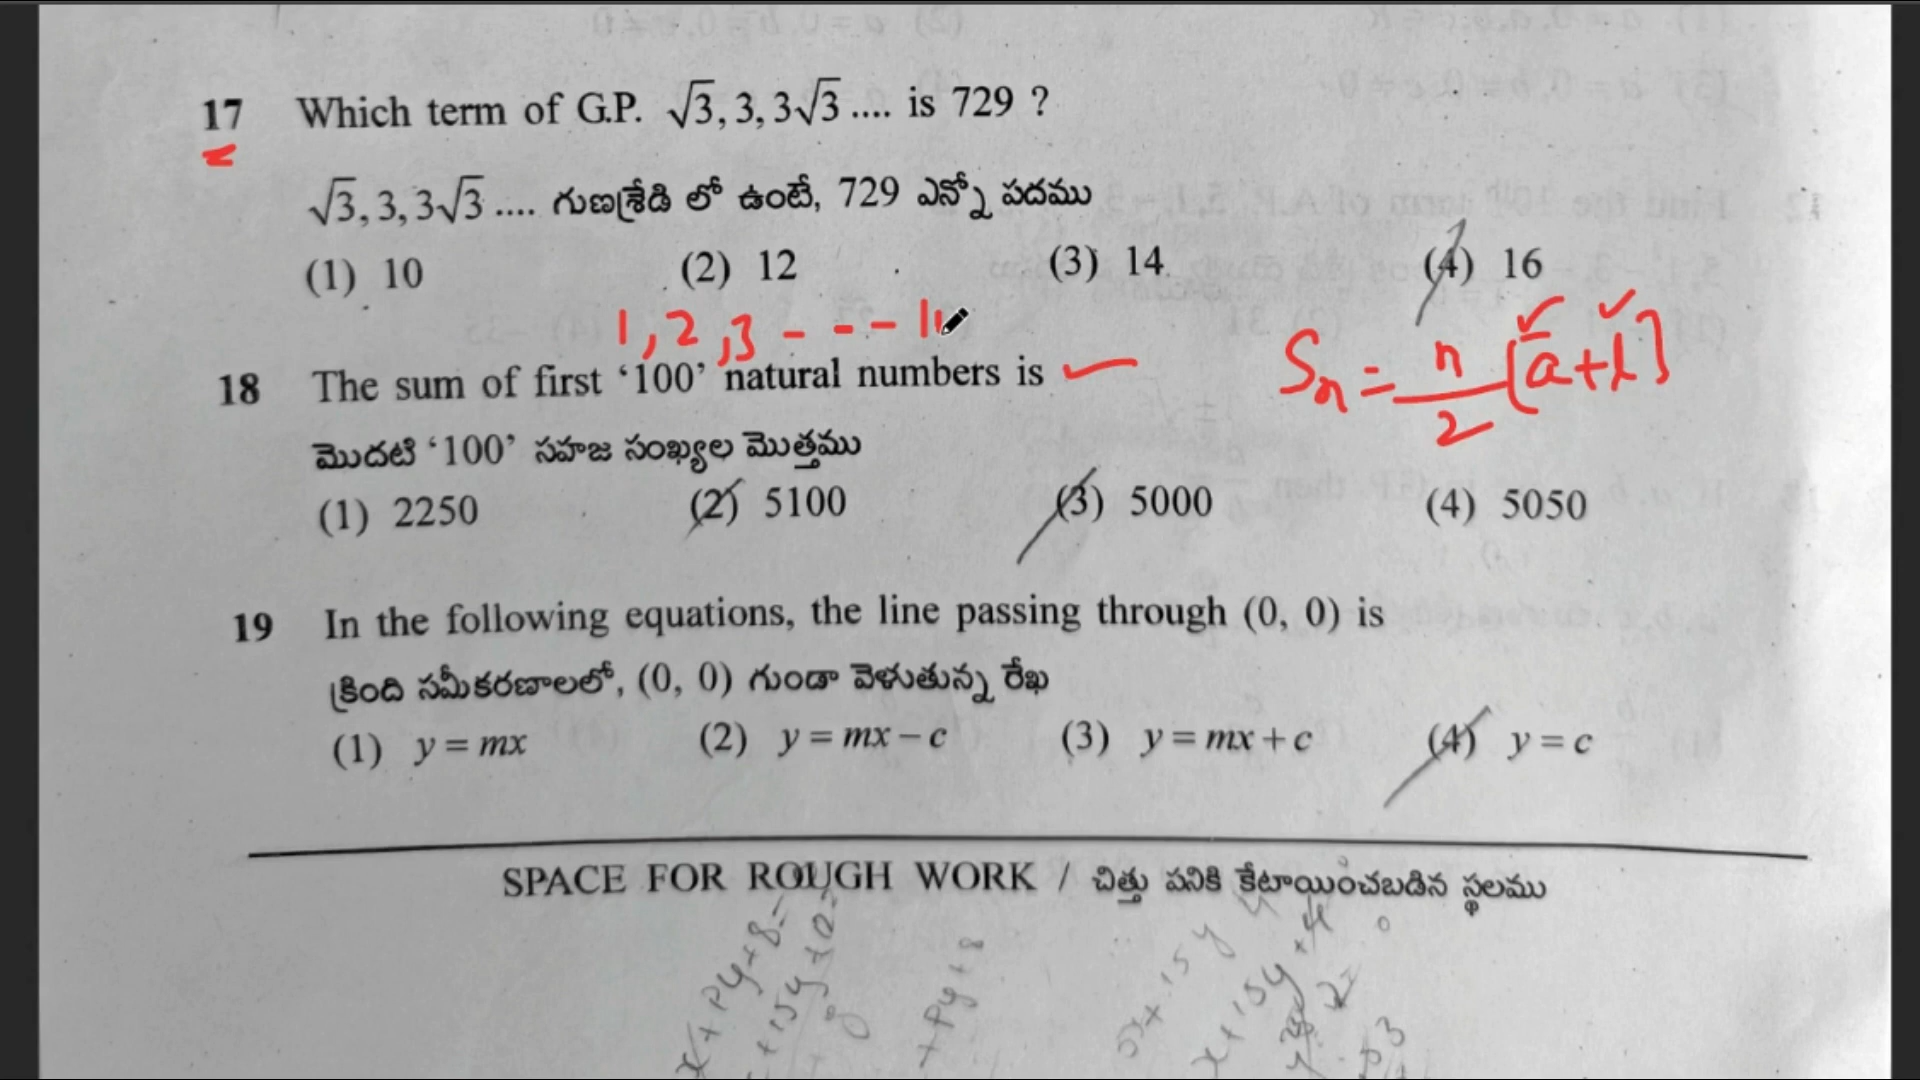 17 Which term of G.P. √3, 3, 3√3 .... is 729 ?
√3, 3, 3√3 .... గుణశ్రేడి లో ఉంటే, 729 ఎన్నో పదము
(1) 10 (2) 12 (3) 14 (4) 16
1, 2, 3 - - - 1
18 The sum of first ‘100’ natural numbers is
Sn = n/2 [a+l]
మొదటి ‘100’ సహజ సంఖ్యల మొత్తము
(1) 2250 (2) 5100 (3) 5000 (4) 5050
19 In the following equations, the line passing through (0, 0) is
క్రింది సమీకరణాలలో, (0, 0) గుండా వెళుతున్న రేఖ
(1) y = mx (2) y = mx – c (3) y = mx + c (4) y = c
SPACE FOR ROUGH WORK / చిత్తు పనికి కేటాయించబడిన స్థలము